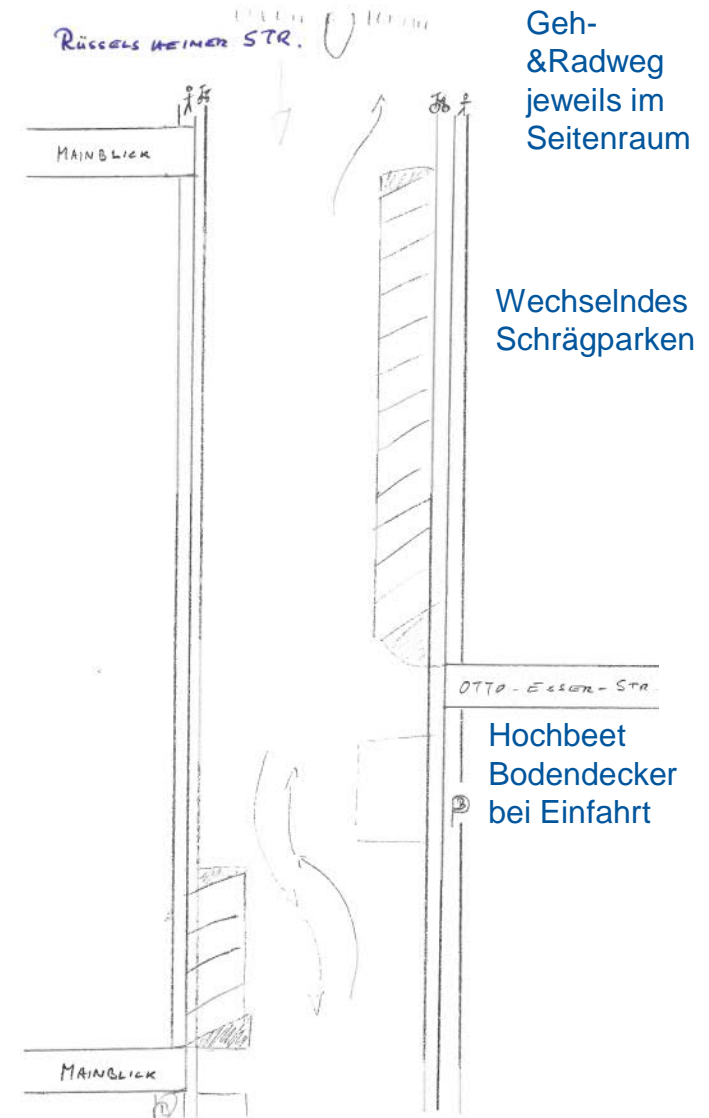 RÜSSELSHEIMER STR.
Geh-
&Radweg
jeweils im
Seitenraum
MAINBLICK
Wechselndes
Schrägparken
OTTO-ESSER-STR
Hochbeet
Bodendecker
bei Einfahrt
MAINBLICK